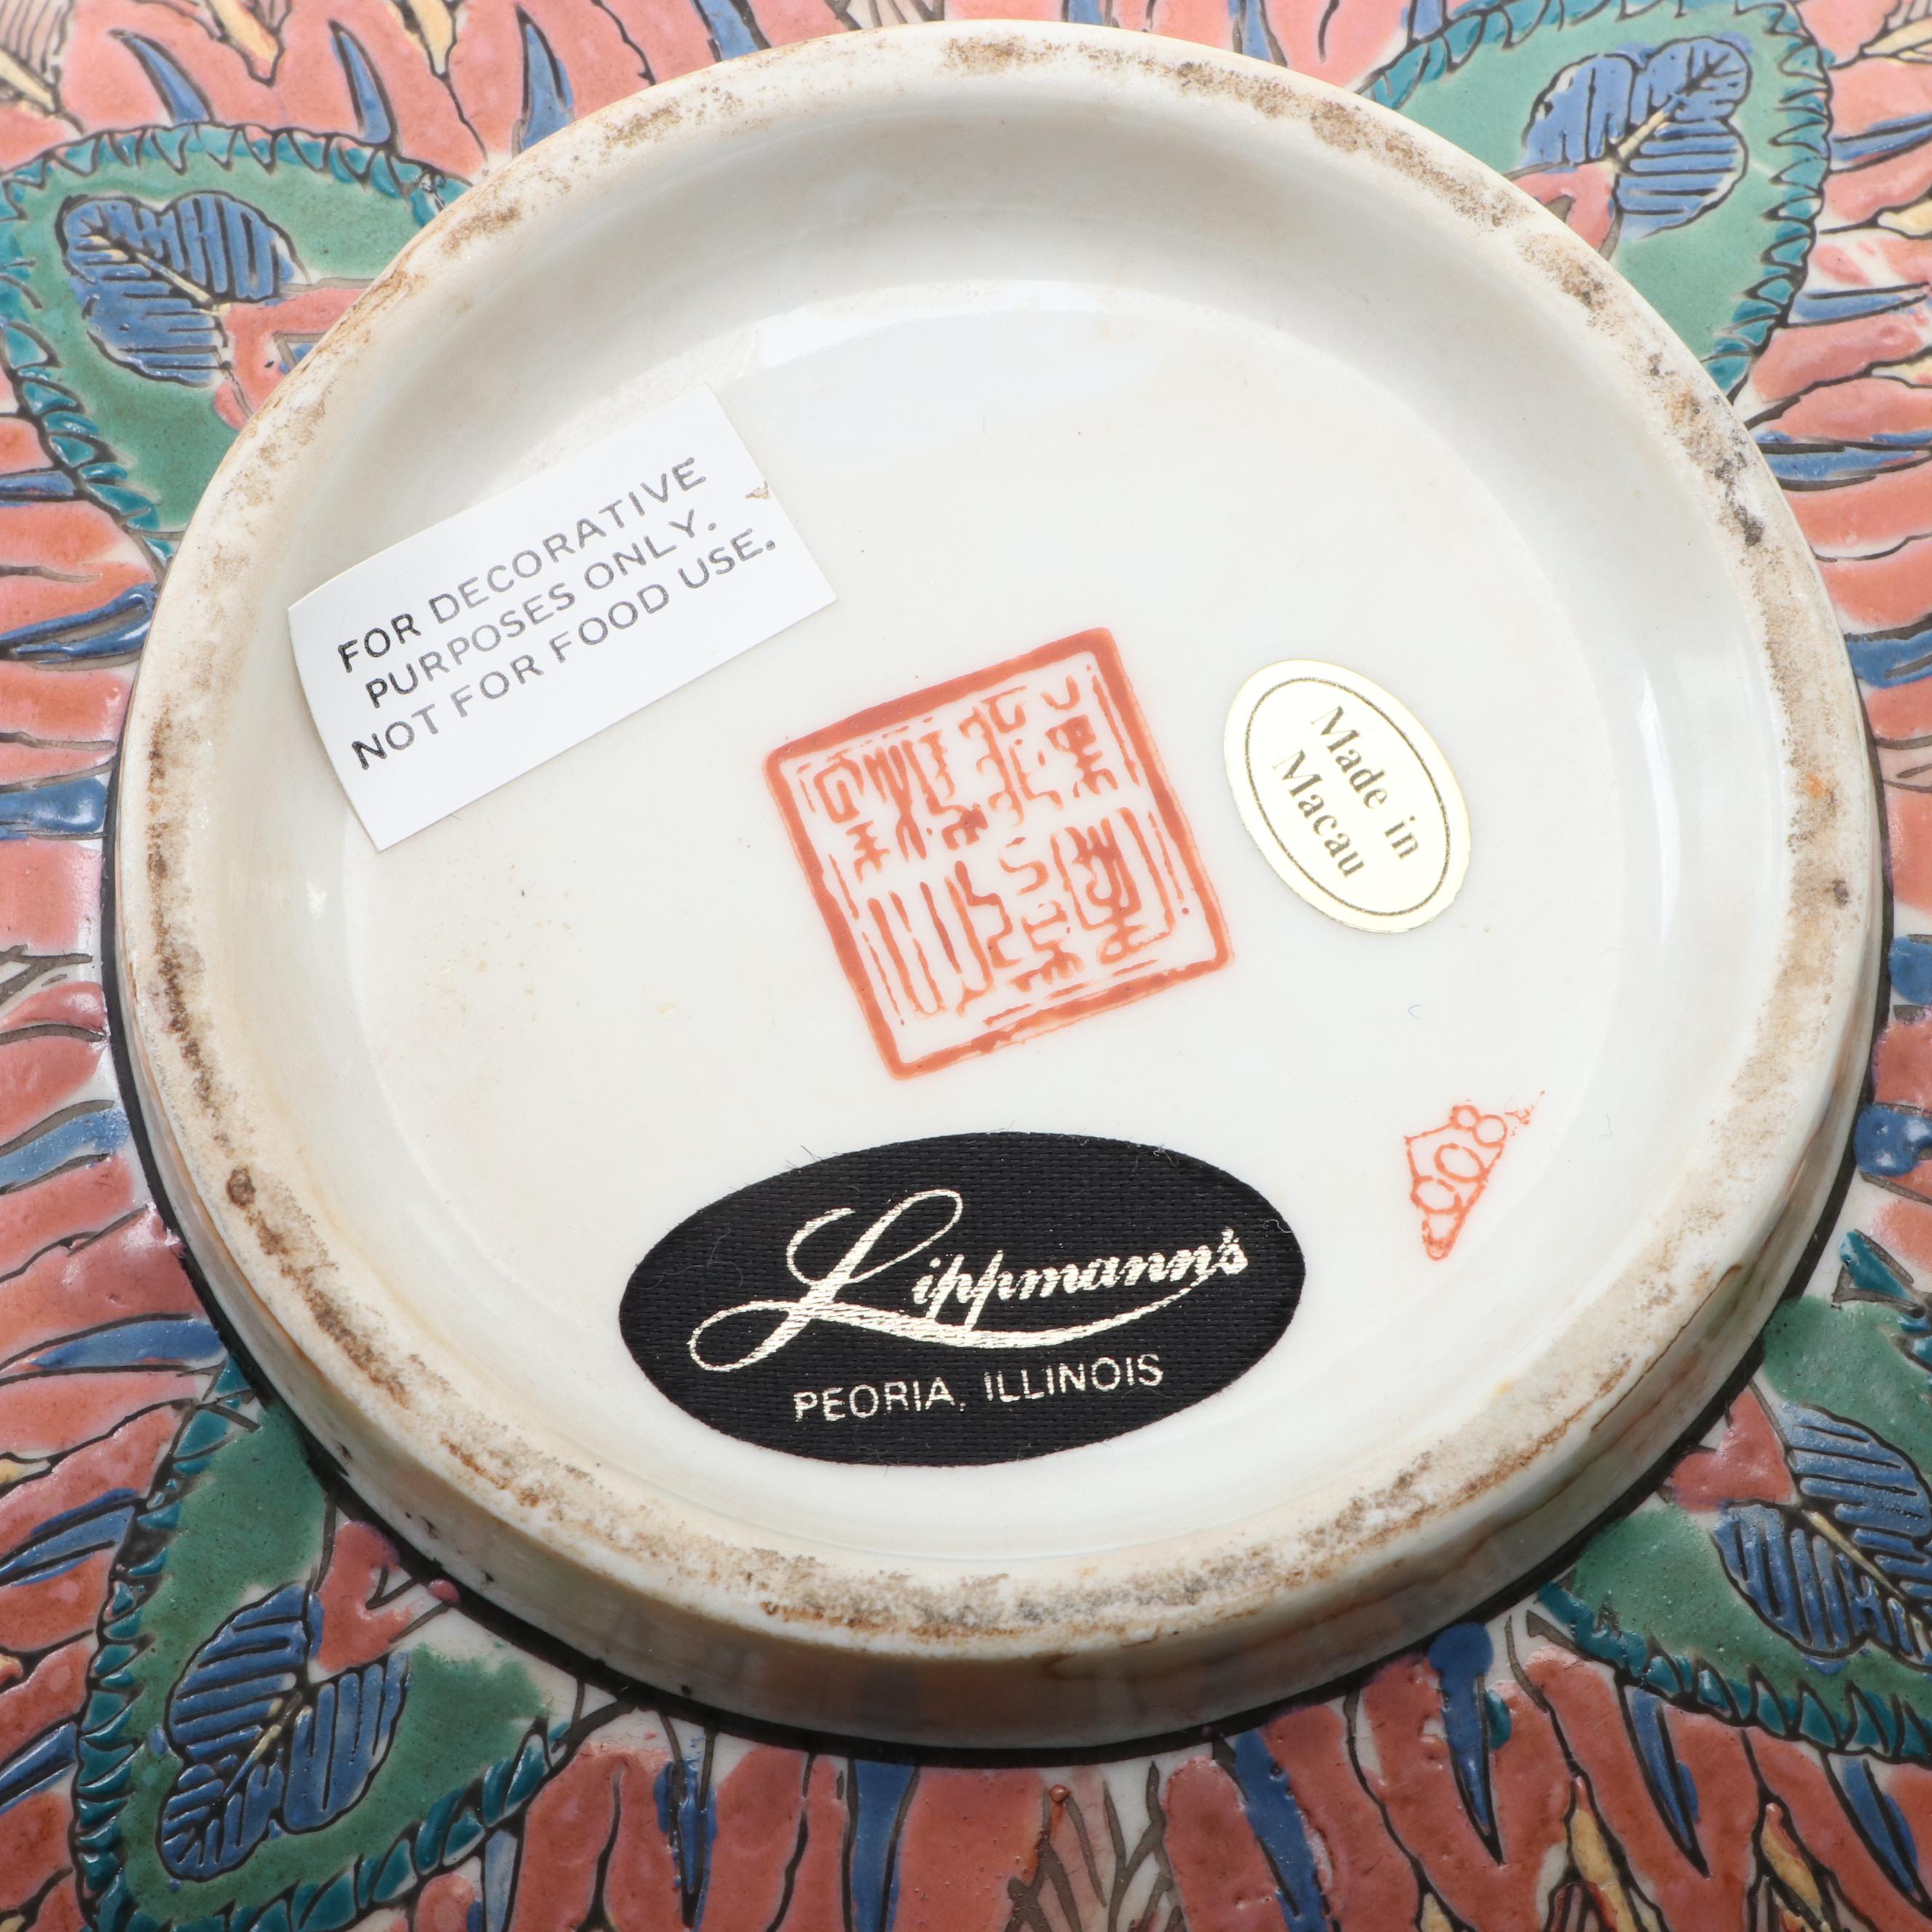 FOR DECORATIVE
PURPOSES ONLY.
NOT FOR FOOD USE.
Made in
Macau
Lippmann's
PEORIA, ILLINOIS